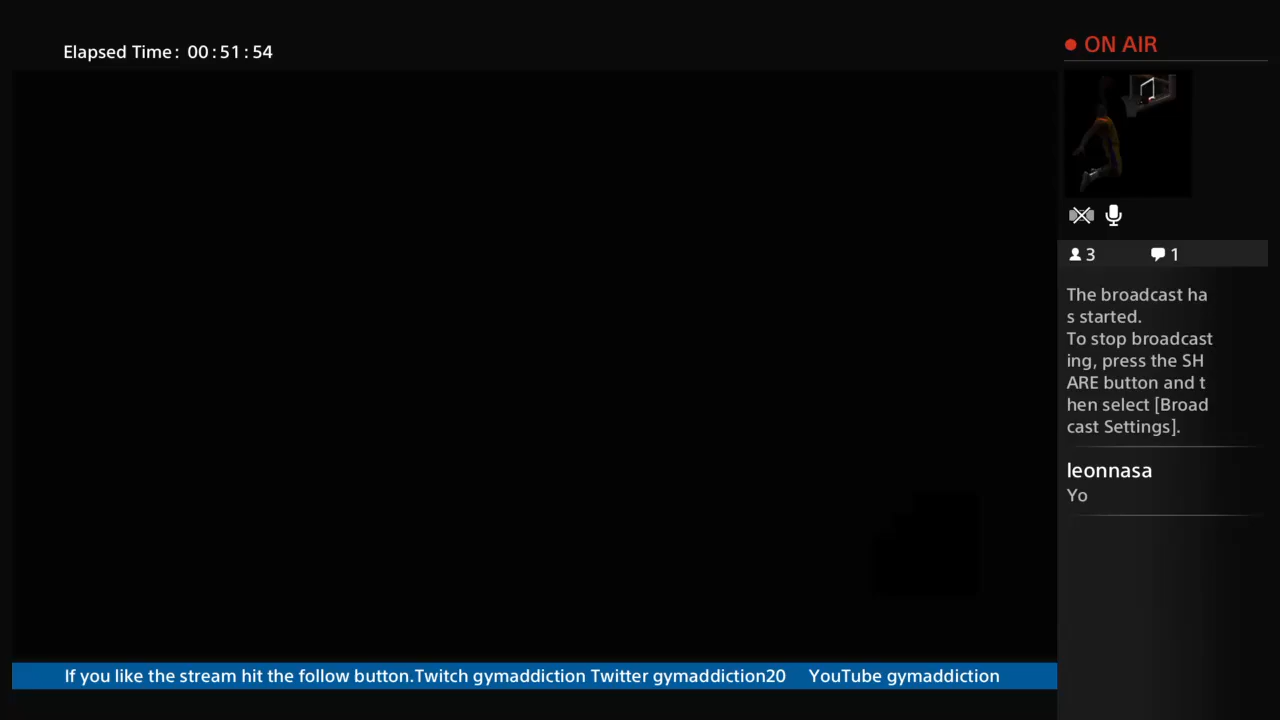 Elapsed Time: 00:51:54
ON AIR
3
1
The broadcast ha
s started.
To stop broadcast
ing, press the SH
ARE button and t
hen select [Broad
cast Settings].
leonnasa
Yo
If you like the stream hit the follow button.Twitch gymaddiction Twitter gymaddiction20 YouTube gymaddiction